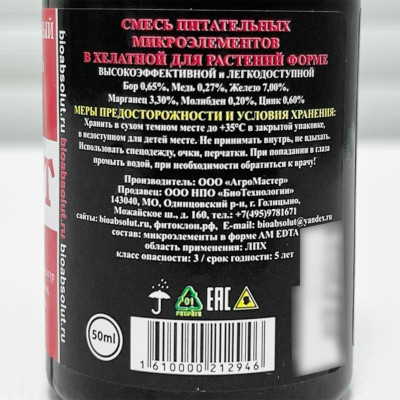 СМЕСЬ ПИТАТЕЛЬНЫХ
МИКРОЭЛЕМЕНТОВ
В ХЕЛАТНОЙ ДЛЯ РАСТЕНИЙ ФОРМЕ
ВЫСОКОЭФФЕКТИВНОЙ и ЛЕГКОДОСТУПНОЙ
Бор 0,65%, Медь 0,27%, Железо 7,00%,
Марганец 3,30%, Молибден 0,20%, Цинк 0,60%
МЕРЫ ПРЕДОСТОРОЖНОСТИ И УСЛОВИЯ ХРАНЕНИЯ:
Хранить в сухом темном месте до +35°С в закрытой упаковке,
в недоступном для детей месте. Не принимать внутрь, не вдыхать.
Использовать спецодежду, очки, перчатки. При попадании в глаза
промыть водой, при необходимости обратиться к врачу!
Производитель: ООО «АгроМастер»
Продавец: ООО НПО «БиоТехнологии»
143040, МО, Одинцовский р-н, г. Голицыно,
Можайское ш., д. 160, тел.: +7(495)9781671
сайты: bioabsolut.ru, фитоклон.рф. E-mail: bioabsolut@yandex.ru
состав: микроэлементы в форме AM EDTA
область применения: ЛПХ
класс опасности: 3 / срок годности: 5 лет
01
EAC
50ml
1610000212946
bioabsolut.ru
bioabsolut.ru
bioabsolut.ru